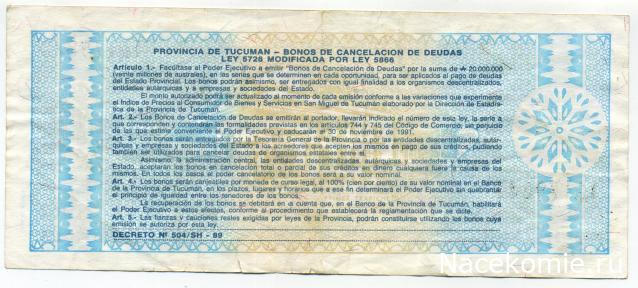 PROVINCIA DE TUCUMAN - BONOS DE CANCELACION DE DEUDAS
LEY 5728 MODIFICADA POR LEY 5866
Artículo 1.- Facúltase al Poder Ejecutivo a emitir "Bonos de Cancelación de Deudas" por la suma de ₳ 20.000.000
(veinte millones de australes), en las series que se determinen en cada oportunidad, para ser aplicados al pago de deudas
del Estado Provincial. Los bonos podrán asimismo, ser entregados con igual finalidad a los organismos descentralizados,
entidades autárquicas y a empresas y sociedades del Estado.
El monto autorizado podrá ser actualizado al momento de cada emisión conforme a las variaciones que experimente
el Indice de Precios al Consumidor de Bienes y Servicios en San Miguel de Tucumán elaborado por la Dirección de Estadística
de la Provincia de Tucumán.
Art. 2.- Los Bonos de Cancelación de Deudas se emitirán al portador, llevarán indicado el número de esta ley, la serie a
que corresponden y contendrán las formalidades previstas en los artículos 744 y 745 del Código de Comercio, sin perjuicio
de las que estime conveniente el Poder Ejecutivo y caducarán el 30 de noviembre de 1991.
Art. 3.- Los bonos serán entregados por la Tesorería General de la Provincia o por las entidades descentralizadas, autárquicas
y empresas y sociedades del Estado a los acreedores que acepten los mismos en pago de sus créditos, pudiendo
también ser utilizados para cancelar deudas de organismos estatales entre sí.
Asimismo, la administración central, las entidades descentralizadas, autárquicas y sociedades y empresas del
Estado, aceptarán los bonos en cancelación total o parcial de sus créditos en dinero cualquiera fuere la causa de los
mismos. En todos los casos el poder cancelatorio de los bonos será a su valor nominal.
Art. 4.- Los bonos serán canjeables por moneda de curso legal, al 100% (cien por ciento) de su valor nominal en el Banco
de la Provincia de Tucumán, en los plazos, lugares y horarios que a ese fin determinará el Poder Ejecutivo sin quebrantar
el principio de igualdad entre los tenedores de los bonos.
La recuperación de los bonos se debitará en la cuenta que, en el Banco de la Provincia de Tucumán, habilitará
el Poder Ejecutivo a estos efectos, conforme al procedimiento que establecerá la reglamentación que se dicte.
Art. 5.- Las fianzas y cauciones reales exigidas por leyes de la Provincia, podrán constituirse utilizando los bonos cuya
emisión se autoriza por esta ley.
DECRETO Nº 504/SH - 89
Nacekomie.ru